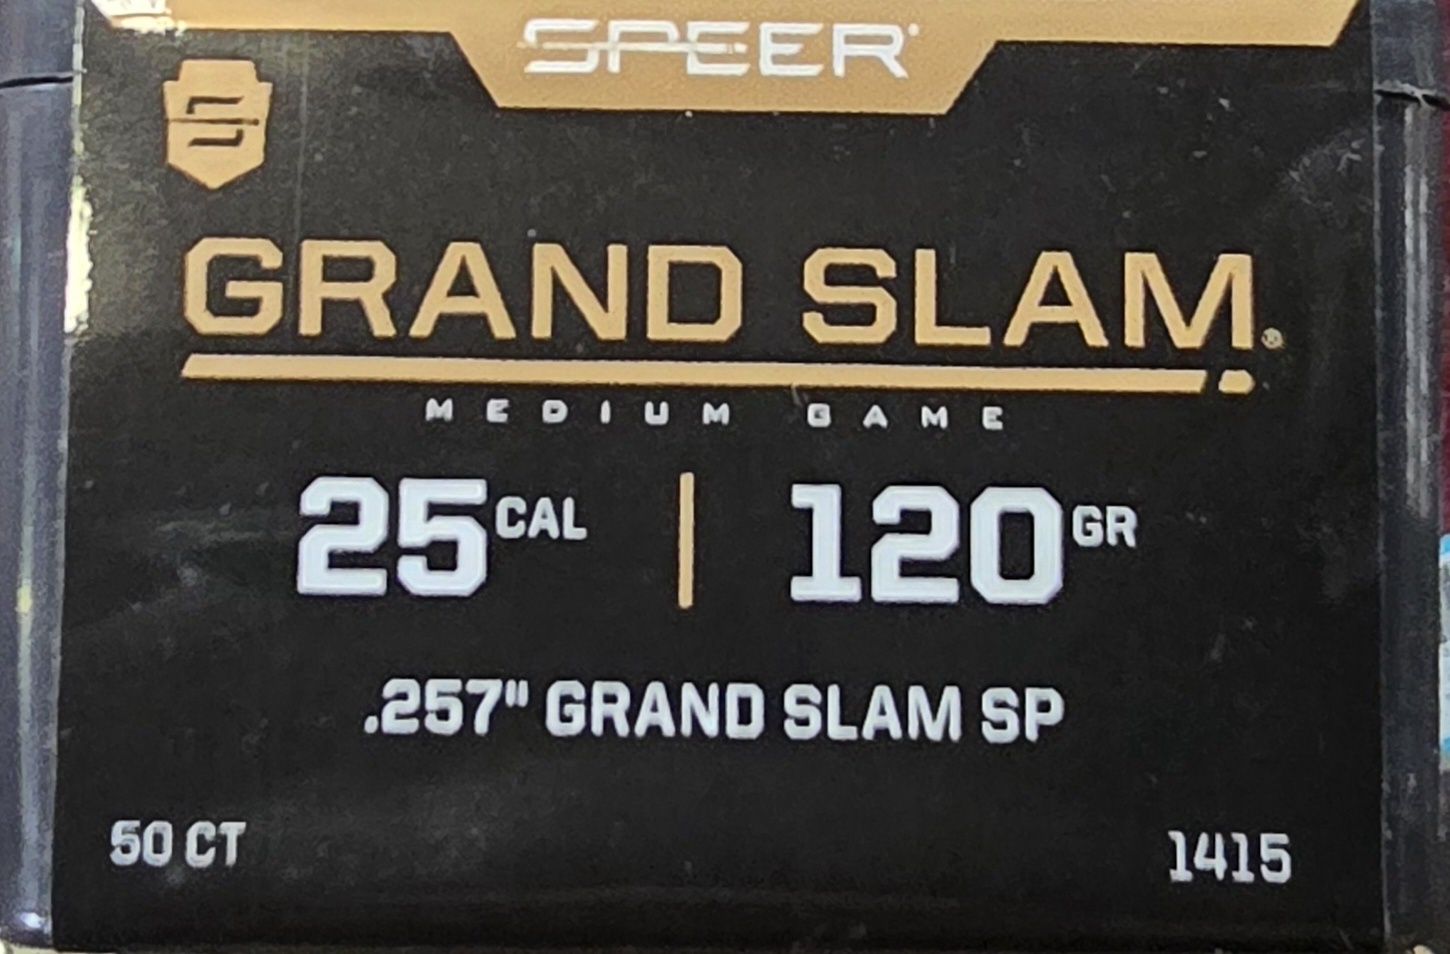 SPEER
GRAND SLAM®
MEDIUM GAME
25 CAL | 120 GR
.257" GRAND SLAM SP
50 CT 1415